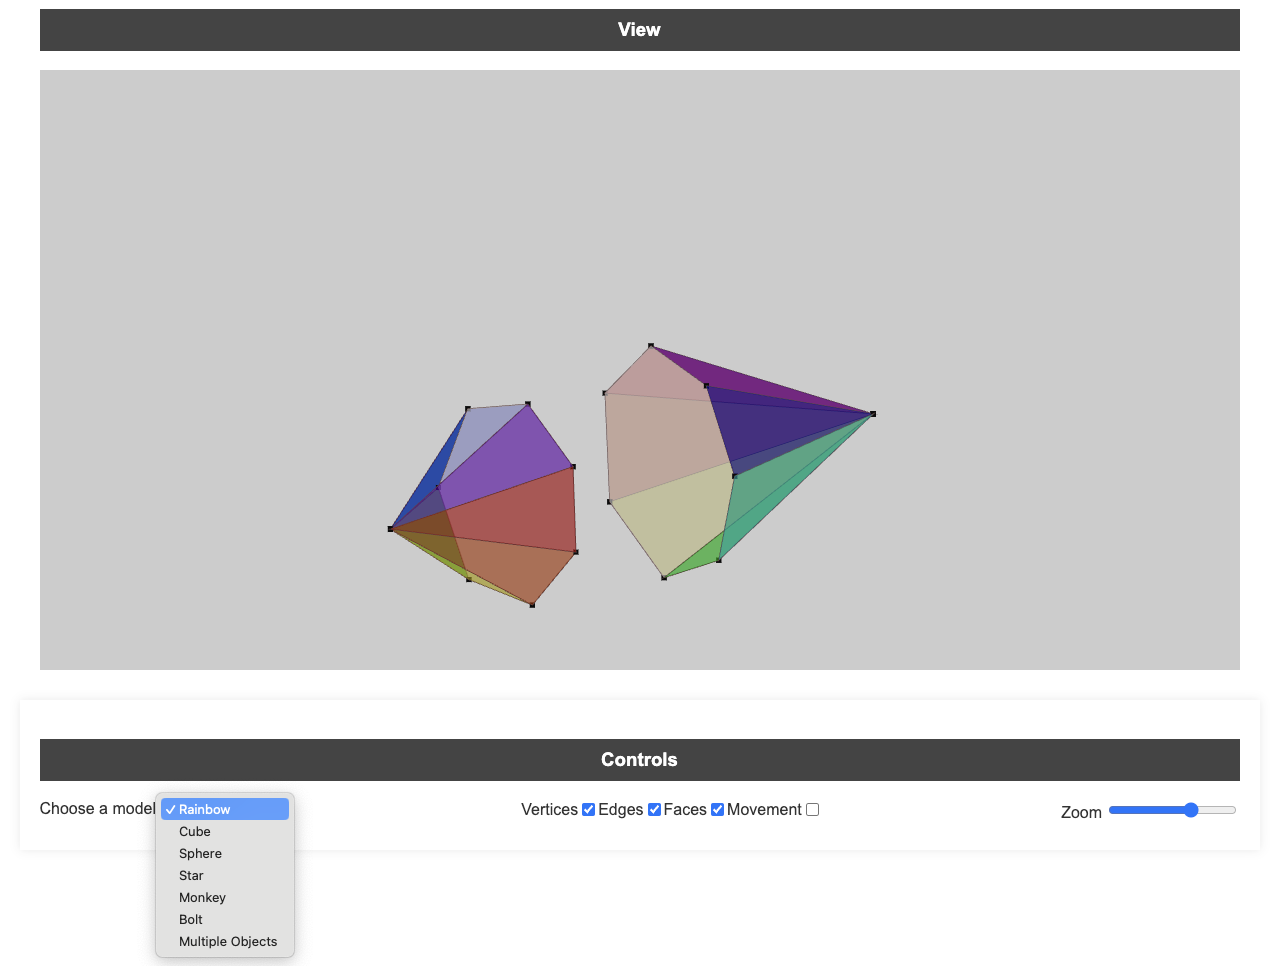 View
Controls
Choose a model
✓ Rainbow
Cube
Sphere
Star
Monkey
Bolt
Multiple Objects
Vertices Edges Faces Movement
Zoom